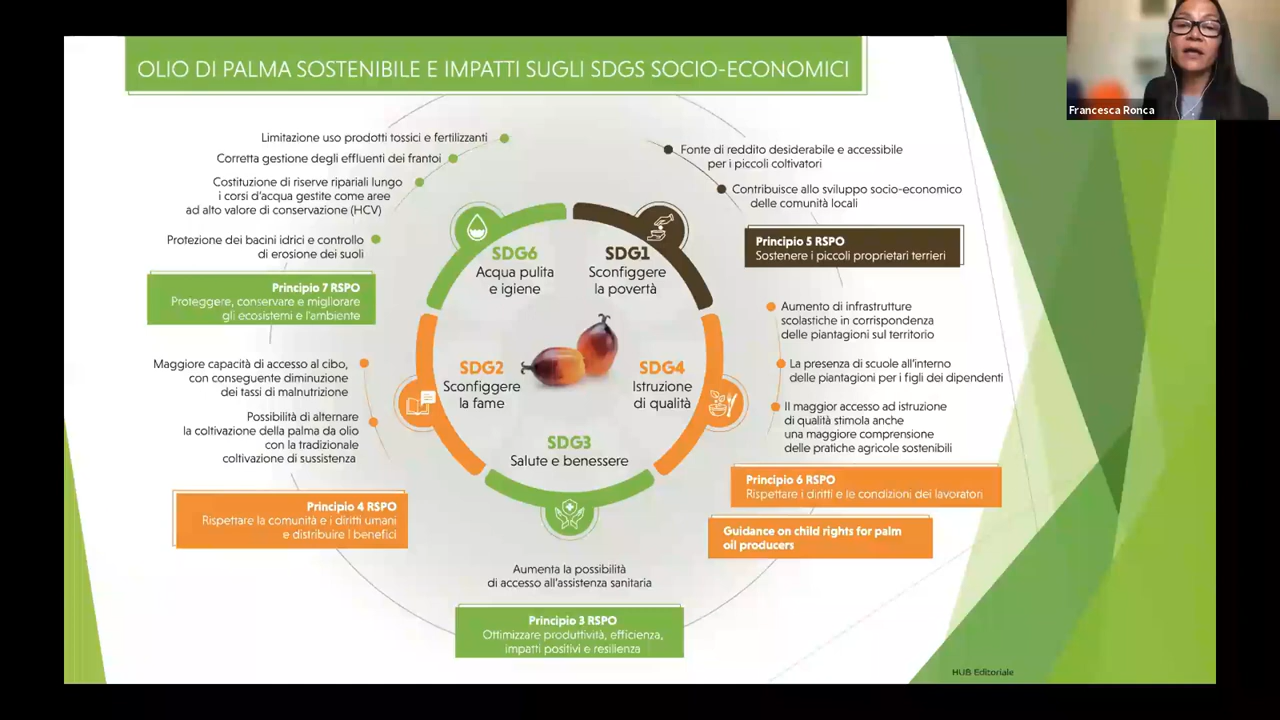 OLIO DI PALMA SOSTENIBILE E IMPATTI SUGLI SDGS SOCIO-ECONOMICI
Francesca Ronca
Limitazione uso prodotti tossici e fertilizzanti
Corretta gestione degli effluenti dei frantoi
Costituzione di riserve ripariali lungo
i corsi d'acqua gestite come aree
ad alto valore di conservazione (HCV)
Protezione dei bacini idrici e controllo
di erosione dei suoli
Principio 7 RSPO
Proteggere, conservare e migliorare
gli ecosistemi e l'ambiente
Fonte di reddito desiderabile e accessibile
per i piccoli coltivatori
Contribuisce allo sviluppo socio-economico
delle comunità locali
Principio 5 RSPO
Sostenere i piccoli proprietari terrieri
SDG6
Acqua pulita
e igiene
SDG1
Sconfiggere
la povertà
SDG2
Sconfiggere
la fame
SDG4
Istruzione
di qualità
SDG3
Salute e benessere
Maggiore capacità di accesso al cibo,
con conseguente diminuzione
dei tassi di malnutrizione
Possibilità di alternare
la coltivazione della palma da olio
con la tradizionale
coltivazione di sussistenza
Principio 4 RSPO
Rispettare la comunità e i diritti umani
e distribuire i benefici
Aumento di infrastrutture
scolastiche in corrispondenza
delle piantagioni sul territorio
La presenza di scuole all'interno
delle piantagioni per i figli dei dipendenti
Il maggior accesso ad istruzione
di qualità stimola anche
una maggiore comprensione
delle pratiche agricole sostenibili
Principio 6 RSPO
Rispettare i diritti e le condizioni dei lavoratori
Guidance on child rights for palm
oil producers
Aumenta la possibilità
di accesso all'assistenza sanitaria
Principio 3 RSPO
Ottimizzare produttività, efficienza,
impatti positivi e resilienza
HUB Editoriale